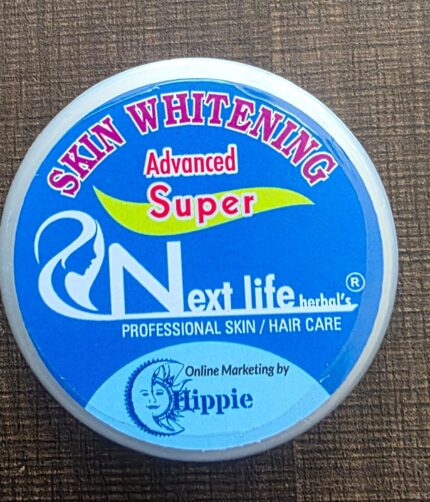 SKIN WHITENING
Advanced
Super
Next life herbal's ®
PROFESSIONAL SKIN / HAIR CARE
Online Marketing by
Hippie